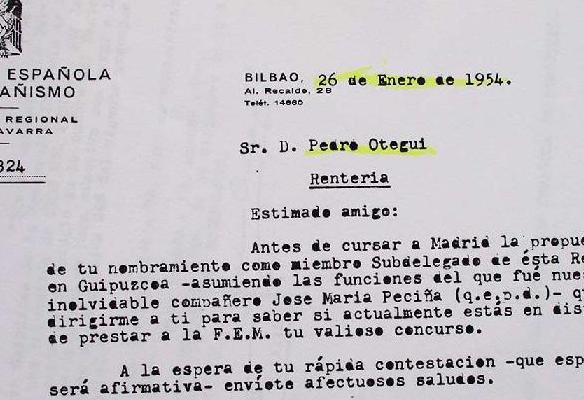 ESPAÑOLA
AÑISMO
REGIONAL
AVARRA
324
BILBAO, 26 de Enero de 1954.
Al. Recalde, 28
Teléf. 14660
Sr. D. Pedro Otegui
Renteria
Estimado amigo:
Antes de cursar a Madrid la propue
de tu nombramiento como miembro Subdelegado de ésta Re
en Guipuzcoa -asumiendo las funciones del que fué nue
inolvidable compañero Jose Maria Peciña (q.e.p.d.)- q
dirigirme a ti para saber si actualmente estás en dis
de prestar a la F.E.M. tu valioso concurso.
A la espera de tu rápida contestacion -que esp
será afirmativa- envíote afectuosos saludos.